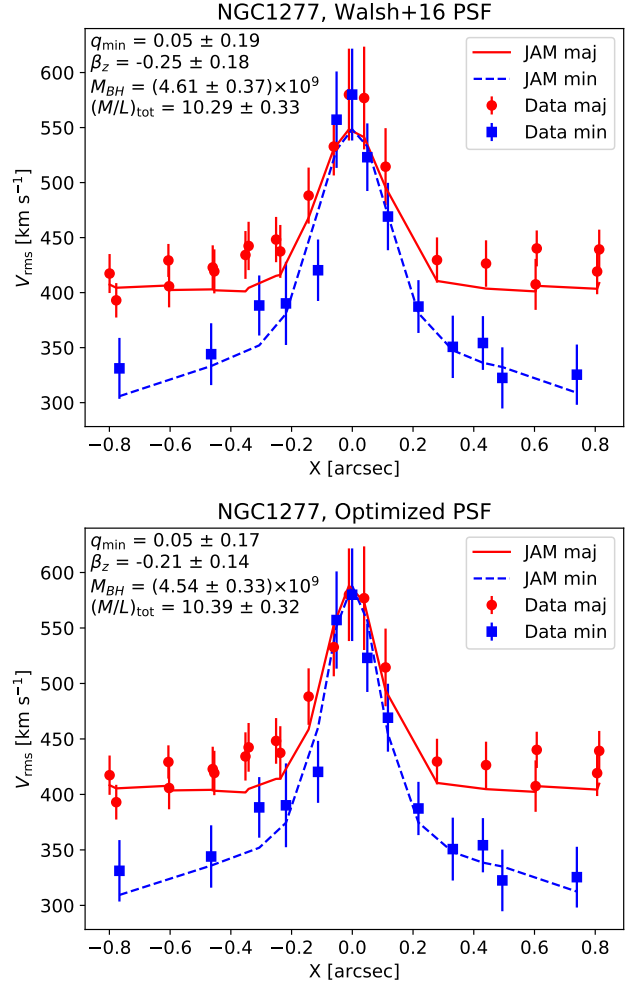 NGC1277, Walsh+16 PSF
q_min = 0.05 ± 0.19
β_z = -0.25 ± 0.18
M_BH = (4.61 ± 0.37)×10^9
(M/L)_tot = 10.29 ± 0.33
JAM maj
JAM min
Data maj
Data min
600
550
500
450
400
350
300
V_rms [km s^−1]
−0.8 −0.6 −0.4 −0.2 0.0 0.2 0.4 0.6 0.8
X [arcsec]
NGC1277, Optimized PSF
q_min = 0.05 ± 0.17
β_z = -0.21 ± 0.14
M_BH = (4.54 ± 0.33)×10^9
(M/L)_tot = 10.39 ± 0.32
JAM maj
JAM min
Data maj
Data min
600
550
500
450
400
350
300
V_rms [km s^−1]
−0.8 −0.6 −0.4 −0.2 0.0 0.2 0.4 0.6 0.8
X [arcsec]